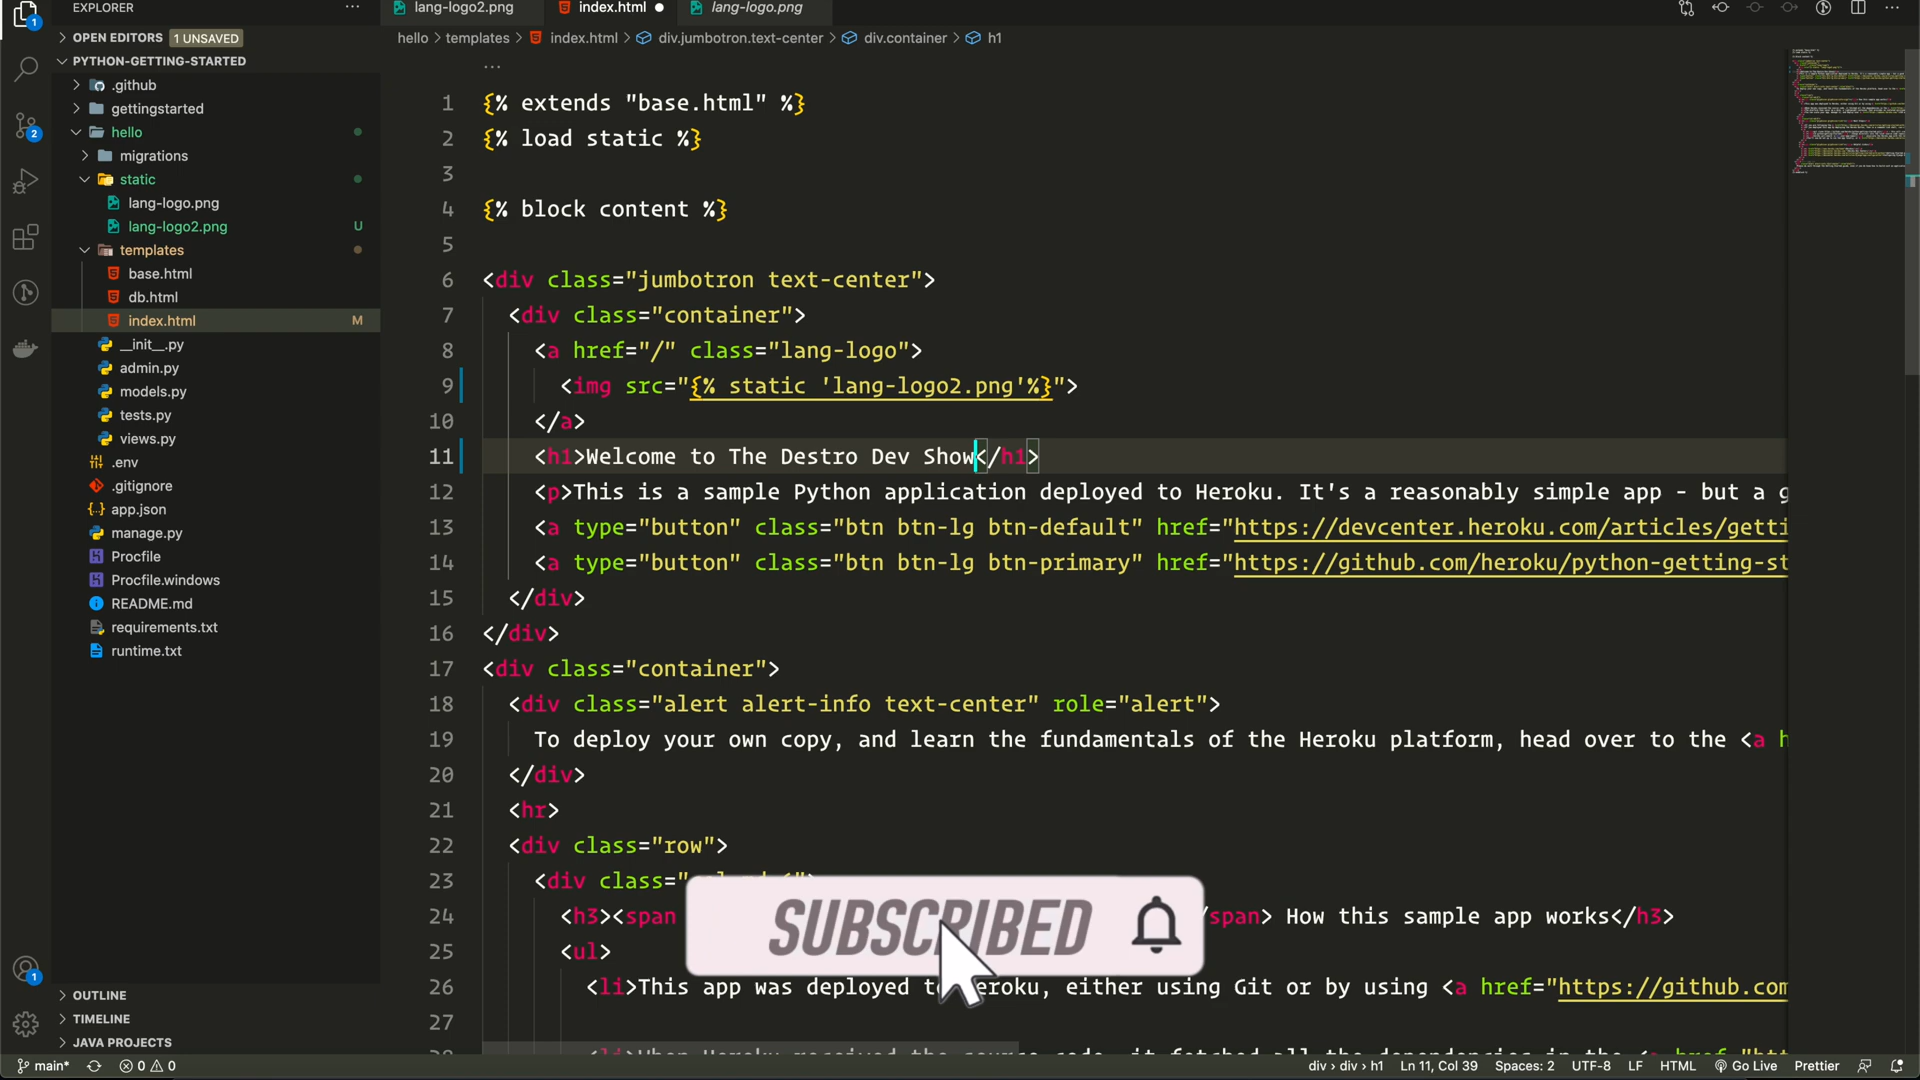 EXPLORER
lang-logo2.png
index.html
lang-logo.png
OPEN EDITORS 1 UNSAVED
hello > templates > index.html > div.jumbotron.text-center > div.container > h1
PYTHON-GETTING-STARTED
.github
gettingstarted
hello
migrations
static
lang-logo.png
lang-logo2.png U
templates
base.html
db.html
index.html M
__init__.py
admin.py
models.py
tests.py
views.py
.env
.gitignore
app.json
manage.py
Procfile
Procfile.windows
README.md
requirements.txt
runtime.txt
OUTLINE
TIMELINE
JAVA PROJECTS
1
2
1
...
1 {% extends "base.html" %}
2 {% load static %}
3
4 {% block content %}
5
6 <div class="jumbotron text-center">
7 <div class="container">
8 <a href="/" class="lang-logo">
9 <img src="{% static 'lang-logo2.png'%}">
10 </a>
11 <h1>Welcome to The Destro Dev Show</h1>
12 <p>This is a sample Python application deployed to Heroku. It's a reasonably simple app - but a g
13 <a type="button" class="btn btn-lg btn-default" href="https://devcenter.heroku.com/articles/getti
14 <a type="button" class="btn btn-lg btn-primary" href="https://github.com/heroku/python-getting-st
15 </div>
16 </div>
17 <div class="container">
18 <div class="alert alert-info text-center" role="alert">
19 To deploy your own copy, and learn the fundamentals of the Heroku platform, head over to the <a h
20 </div>
21 <hr>
22 <div class="row">
23 <div class="
24 <h3><span span> How this sample app works</h3>
25 <ul>
26 <li>This app was deployed to Heroku, either using Git or by using <a href="https://github.com
27
SUBSCRIBED
main* 0 0 div > div > h1 Ln 11, Col 39 Spaces: 2 UTF-8 LF HTML Go Live Prettier